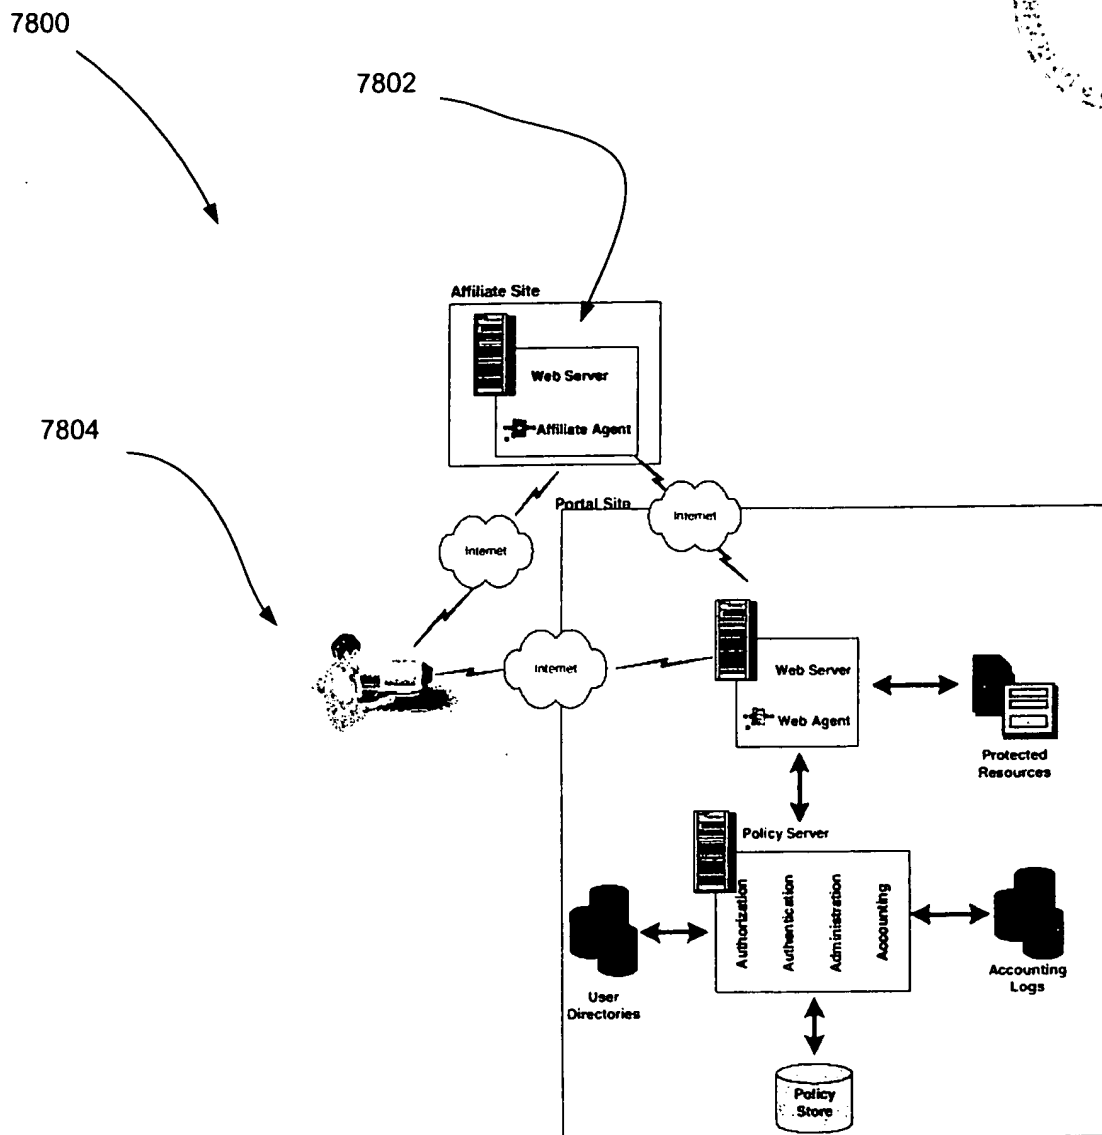 7800
7802
Affiliate Site
Web Server
Affiliate Agent
7804
Portal Site
Internet
Internet
Internet
Web Server
Web Agent
Protected
Resources
Policy Server
Authorization
Authentication
Administration
Accounting
User
Directories
Accounting
Logs
Policy
Store